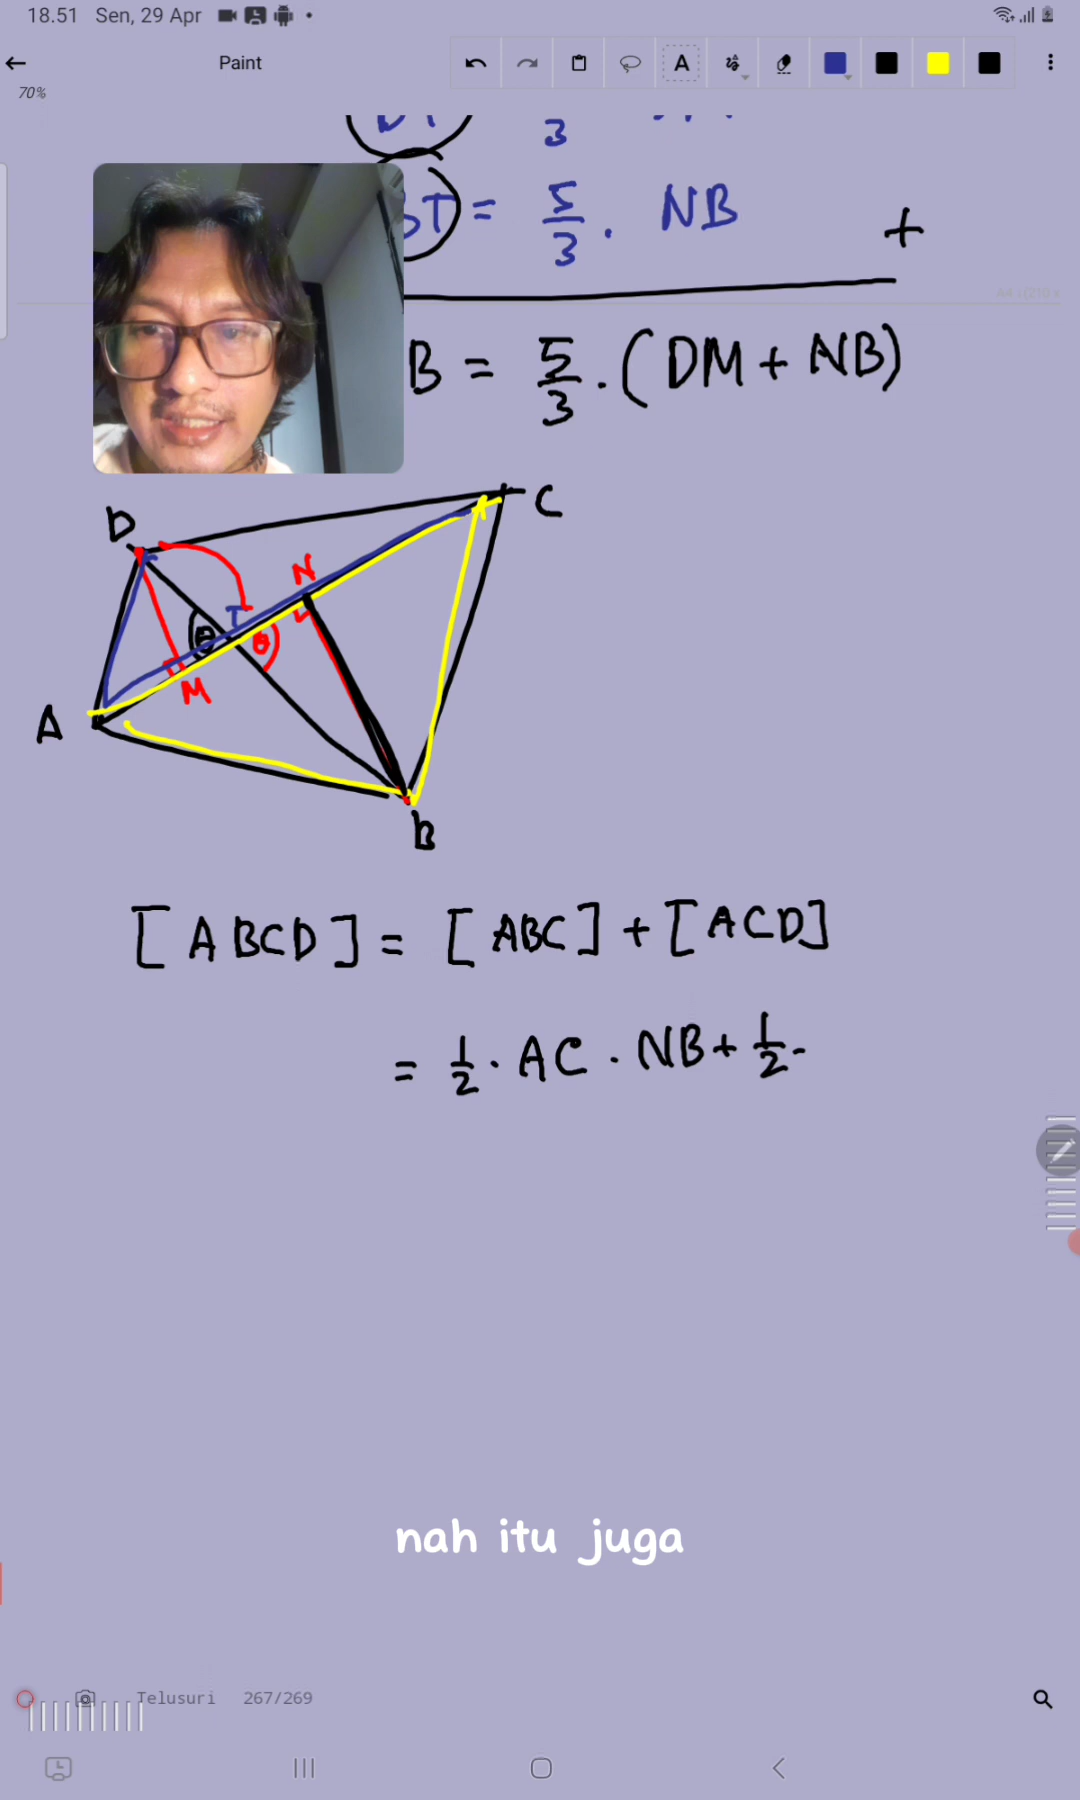 18.51 Sen, 29 Apr
Paint
A
70%
3
T = 5/3 . NB +
B = 5/3 . (DM + NB)
D
C
N
T
θ θ
M
A
B
[ABCD] = [ABC] + [ACD]
= 1/2 . AC . NB + 1/2 .
nah itu juga
Telusuri 267/269